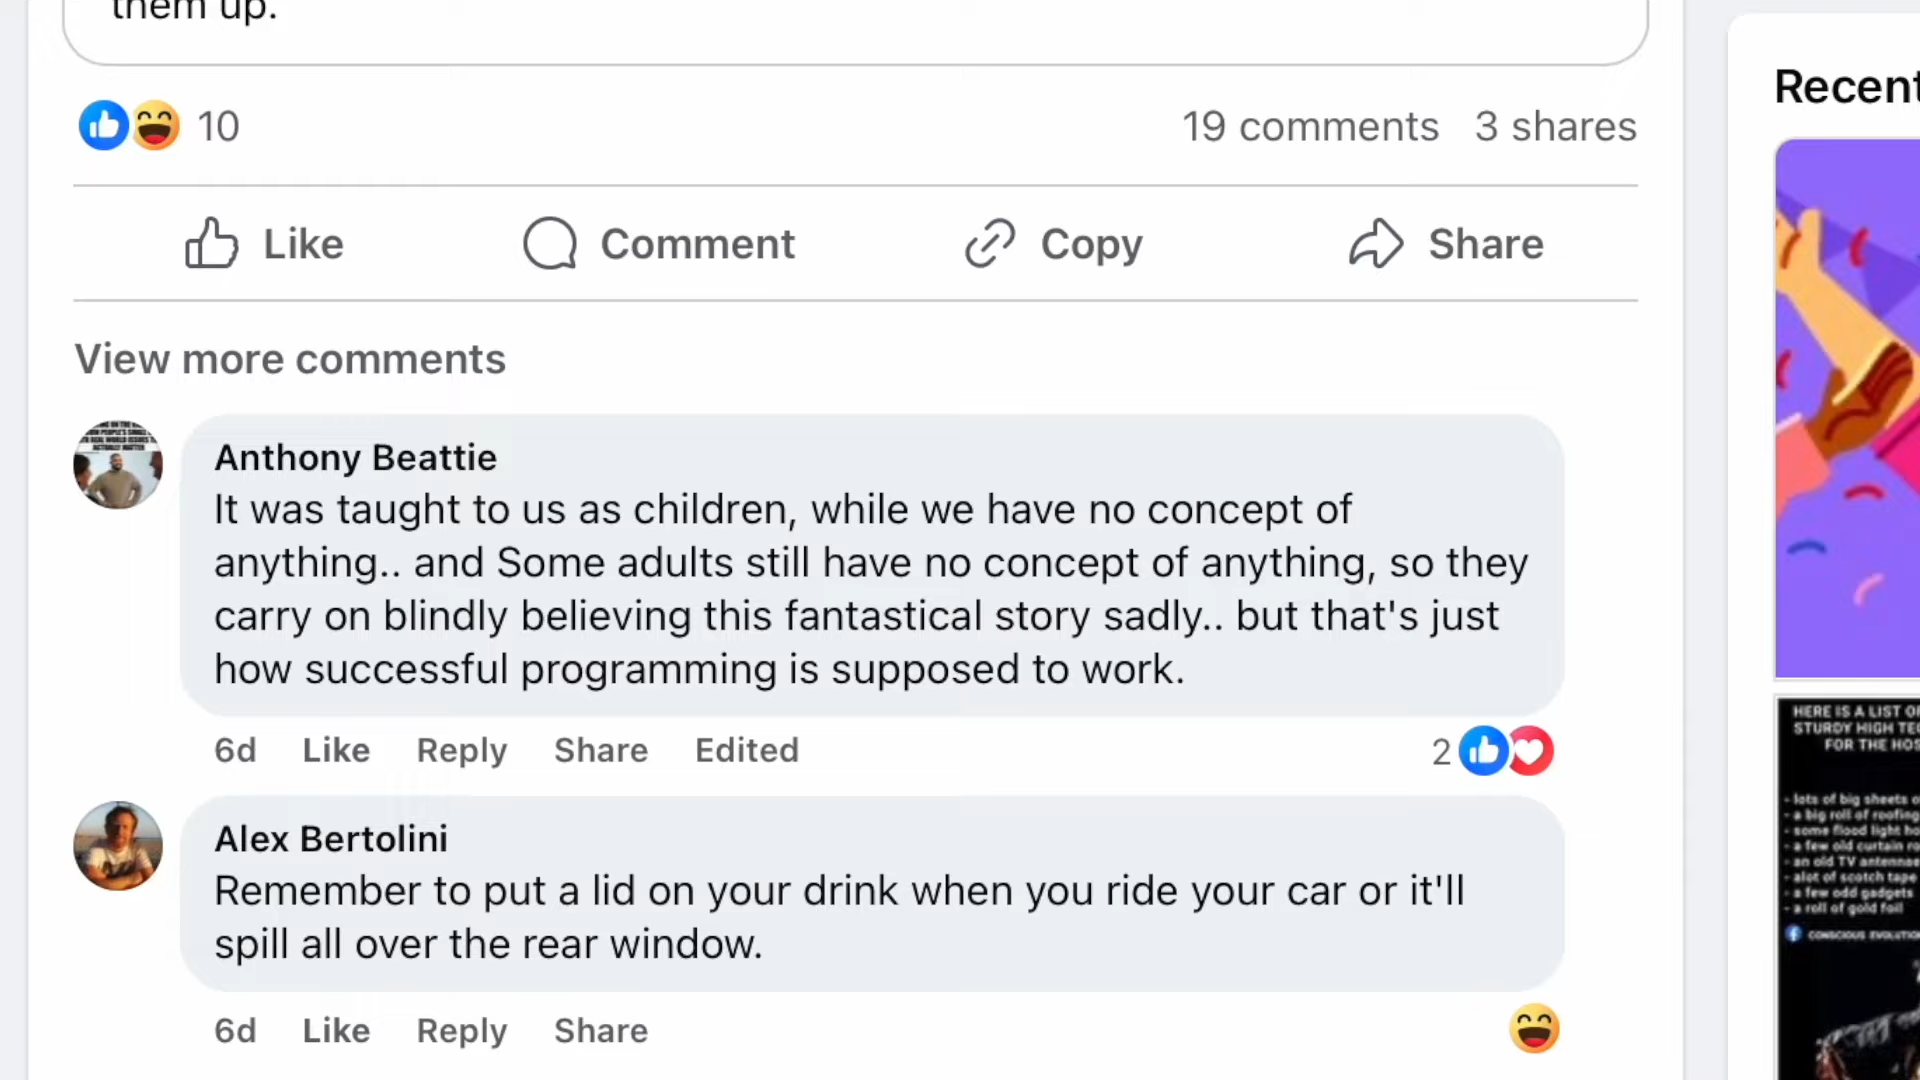 them up.
10
19 comments 3 shares
Like Comment Copy Share
View more comments
Anthony Beattie
It was taught to us as children, while we have no concept of
anything.. and Some adults still have no concept of anything, so they
carry on blindly believing this fantastical story sadly.. but that's just
how successful programming is supposed to work.
6d Like Reply Share Edited
2
Alex Bertolini
Remember to put a lid on your drink when you ride your car or it'll
spill all over the rear window.
6d Like Reply Share
Recent
HERE IS A LIST OF
STURDY HIGH TEC
FOR THE HOS
- lots of big sheets o
- a big roll of roofing
- some flood light ho
- a few old curtain ro
- an old TV antennae
- alot of scotch tape
- a few odd gadgets
- a roll of gold foil
CONSCIOUS EVOLUTIO